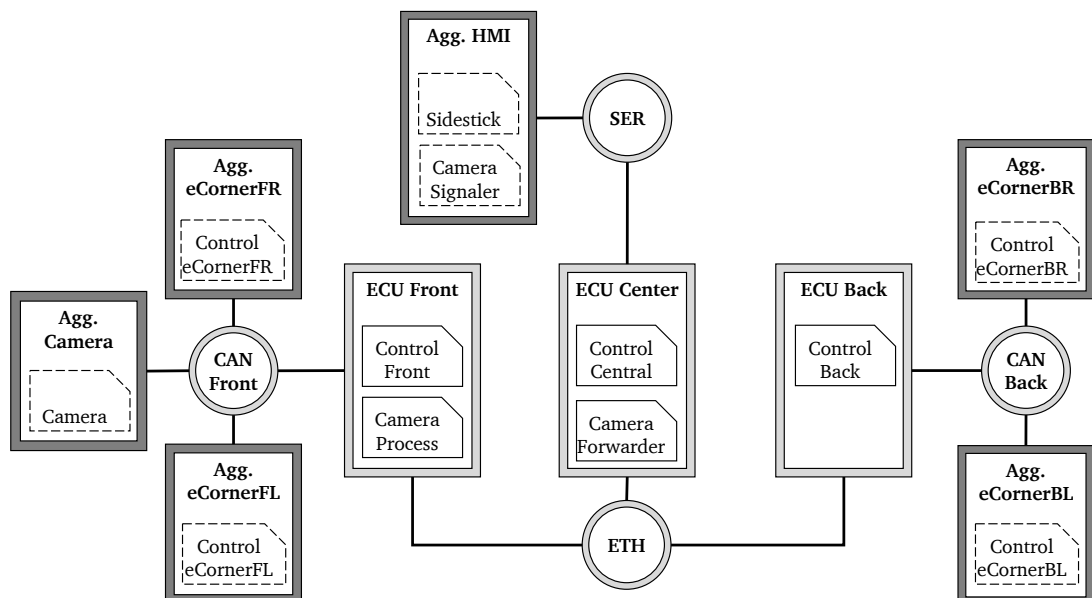 Agg. HMI
Sidestick
Camera
Signaler
SER
Agg.
eCornerFR
Control
eCornerFR
Agg.
eCornerBR
Control
eCornerBR
Agg.
Camera
Camera
CAN
Front
ECU Front
Control
Front
Camera
Process
ECU Center
Control
Central
Camera
Forwarder
ECU Back
Control
Back
CAN
Back
Agg.
eCornerFL
Control
eCornerFL
ETH
Agg.
eCornerBL
Control
eCornerBL